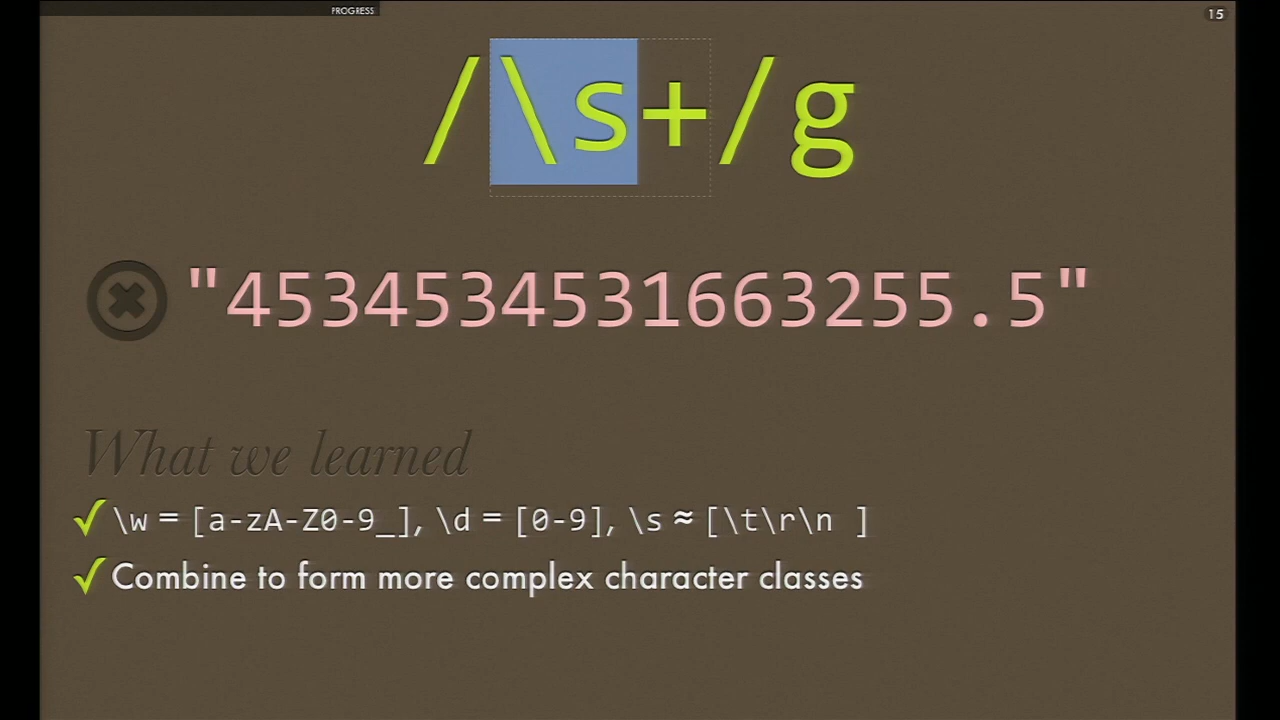 PROGRESS
15
/\s+/g
"4534534531663255.5"
What we learned
\w = [a-zA-Z0-9_], \d = [0-9], \s ≈ [\t\r\n ]
Combine to form more complex character classes